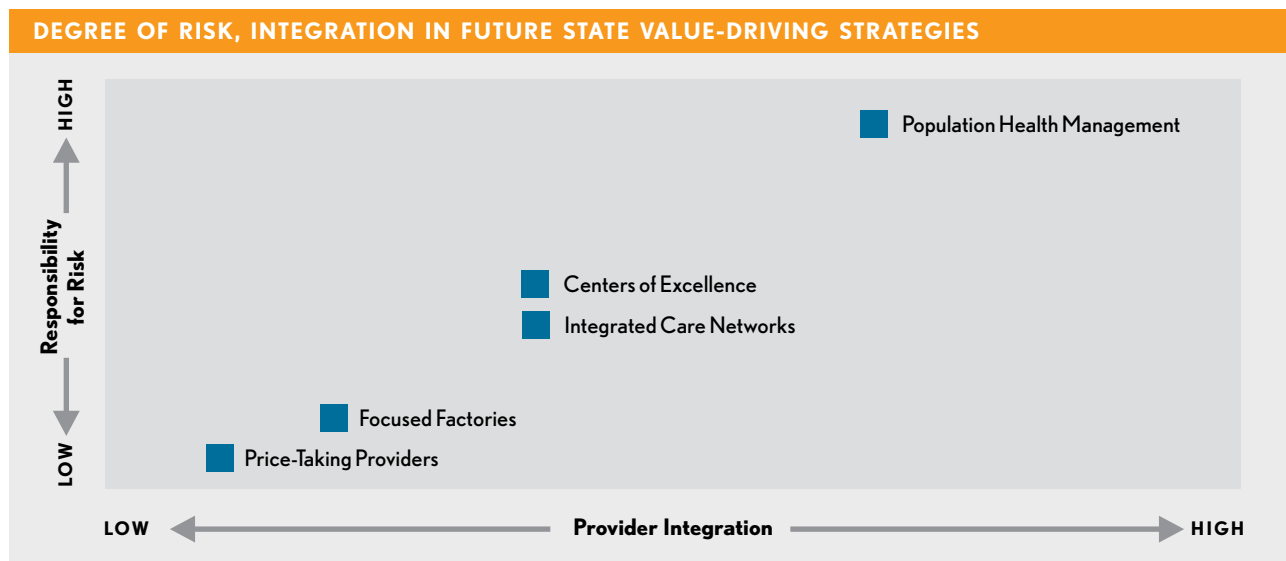 DEGREE OF RISK, INTEGRATION IN FUTURE STATE VALUE-DRIVING STRATEGIES
HIGH
Responsibility
for Risk
LOW
Population Health Management
Centers of Excellence
Integrated Care Networks
Focused Factories
Price-Taking Providers
LOW
Provider Integration
HIGH